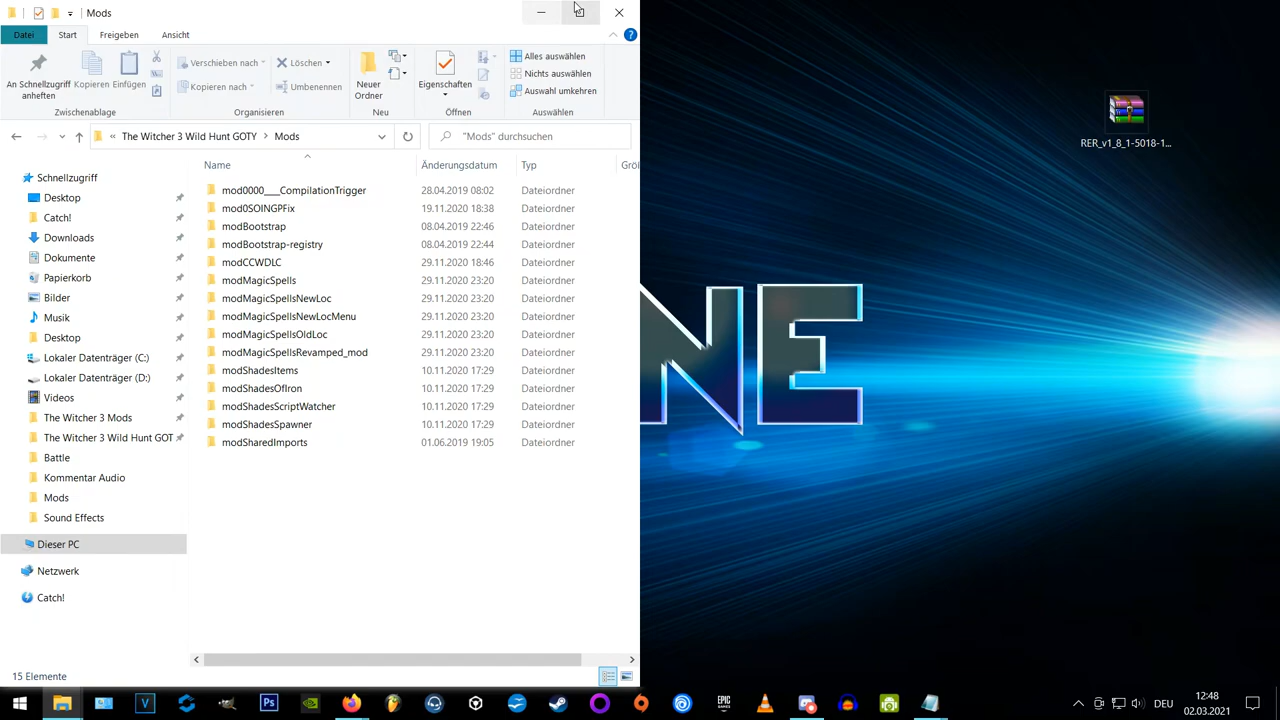 Mods
Datei Start Freigeben Ansicht
An Schnellzugriff anheften
Kopieren
Einfügen
Verschieben nach
Kopieren nach
Löschen
Umbenennen
Neuer Ordner
Eigenschaften
Alles auswählen
Nichts auswählen
Auswahl umkehren
Zwischenablage Organisieren Neu Öffnen Auswählen
« The Witcher 3 Wild Hunt GOTY > Mods
"Mods" durchsuchen
Name Änderungsdatum Typ Grö
mod0000___CompilationTrigger 28.04.2019 08:02 Dateiordner
mod0SOINGPFix 19.11.2020 18:38 Dateiordner
modBootstrap 08.04.2019 22:46 Dateiordner
modBootstrap-registry 08.04.2019 22:44 Dateiordner
modCCWDLC 29.11.2020 18:46 Dateiordner
modMagicSpells 29.11.2020 23:20 Dateiordner
modMagicSpellsNewLoc 29.11.2020 23:20 Dateiordner
modMagicSpellsNewLocMenu 29.11.2020 23:20 Dateiordner
modMagicSpellsOldLoc 29.11.2020 23:20 Dateiordner
modMagicSpellsRevamped_mod 29.11.2020 23:20 Dateiordner
modShadesItems 10.11.2020 17:29 Dateiordner
modShadesOfIron 10.11.2020 17:29 Dateiordner
modShadesScriptWatcher 10.11.2020 17:29 Dateiordner
modShadesSpawner 10.11.2020 17:29 Dateiordner
modSharedImports 01.06.2019 19:05 Dateiordner
Schnellzugriff
Desktop
Catch!
Downloads
Dokumente
Papierkorb
Bilder
Musik
Desktop
Lokaler Datenträger (C:)
Lokaler Datenträger (D:)
Videos
The Witcher 3 Mods
The Witcher 3 Wild Hunt GOT
Battle
Kommentar Audio
Mods
Sound Effects
Dieser PC
Netzwerk
Catch!
15 Elemente
RER_v1_8_1-5018-1...
NE
DEU
12:48
02.03.2021